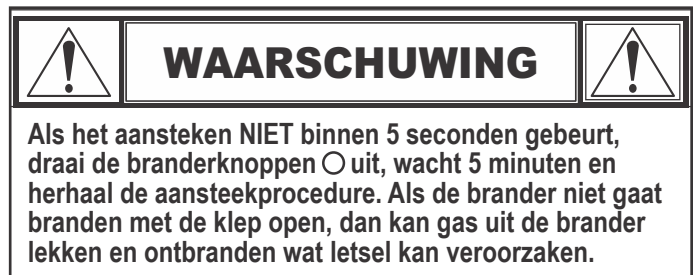 WAARSCHUWING
Als het aansteken NIET binnen 5 seconden gebeurt,
draai de branderknoppen ○ uit, wacht 5 minuten en
herhaal de aansteekprocedure. Als de brander niet gaat
branden met de klep open, dan kan gas uit de brander
lekken en ontbranden wat letsel kan veroorzaken.